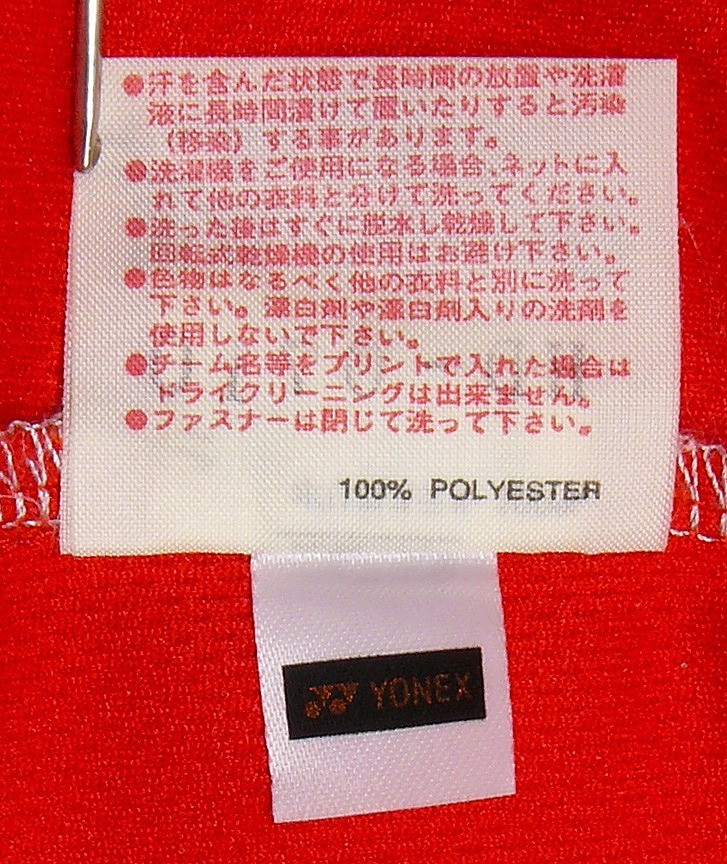 ●汗を含んだ状態で長時間の放置や洗濯
液に長時間漬けて置いたりすると汚染
(移染)する事があります。
●洗濯機をご使用になる場合、ネットに入
れて他の衣料と分けて洗ってください。
●洗った後はすぐに脱水し乾燥して下さい。
回転式乾燥機の使用はお避け下さい。
●色物はなるべく他の衣料と別に洗って
下さい。漂白剤や漂白剤入りの洗剤を
使用しないで下さい。
●チーム名等をプリントで入れた場合は
ドライクリーニングは出来ません。
●ファスナーは閉じて洗って下さい。
100% POLYESTER
YONEX